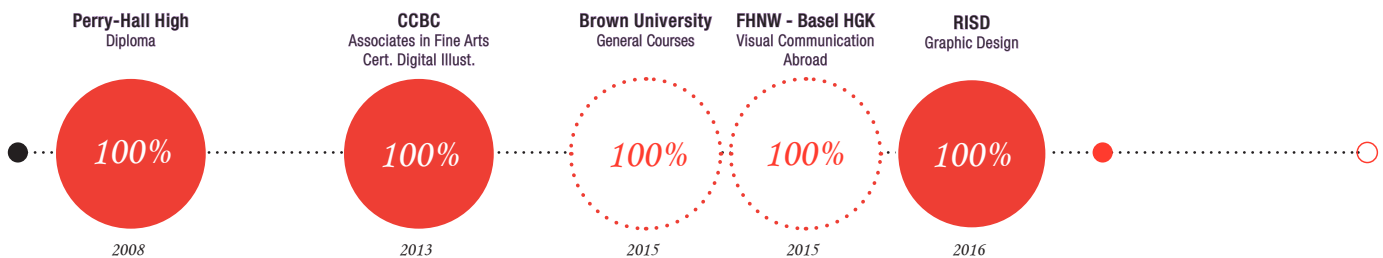 Perry-Hall High
Diploma
100%
2008
CCBC
Associates in Fine Arts
Cert. Digital Illust.
100%
2013
Brown University
General Courses
100%
2015
FHNW - Basel HGK
Visual Communication
Abroad
100%
2015
RISD
Graphic Design
100%
2016